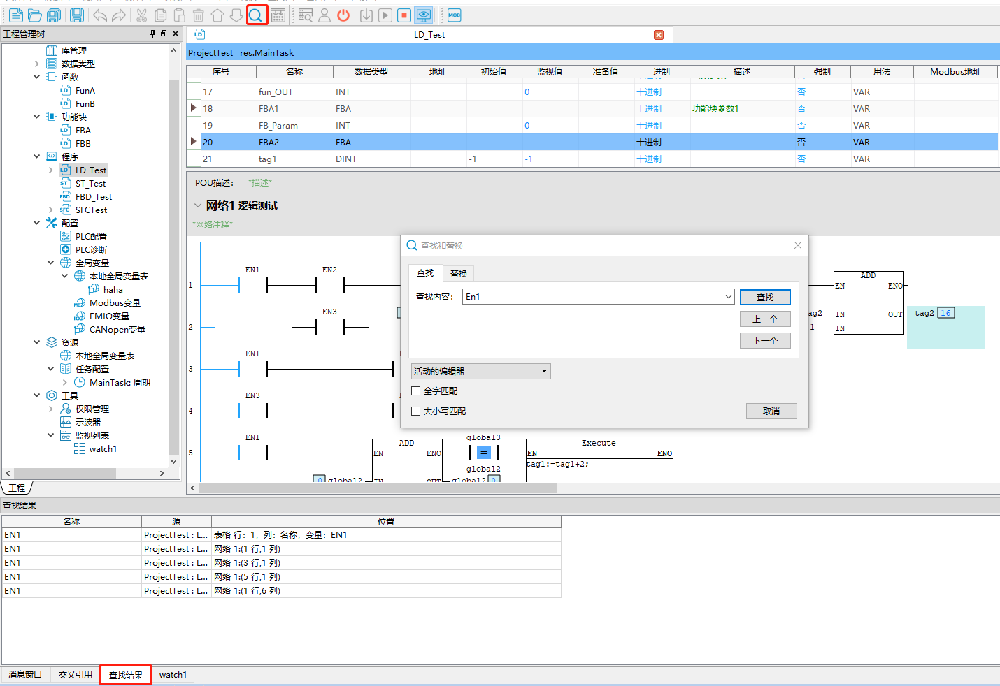 MOB
工程管理树
LD_Test
库管理
数据类型
函数
FunA
FunB
功能块
FBA
FBB
程序
LD_Test
ST_Test
FBD_Test
SFCTest
配置
PLC配置
PLC诊断
全局变量
本地全局变量表
haha
Modbus变量
EMIO变量
CANopen变量
资源
本地全局变量表
任务配置
MainTask: 周期
工具
权限管理
示波器
监视列表
watch1
工程
ProjectTest res.MainTask
序号 名称 数据类型 地址 初始值 监视值 准备值 进制 描述 强制 用法 Modbus地址
17 fun_OUT INT 0 十进制 否 VAR
18 FBA1 FBA 十进制 功能块参数1 否 VAR
19 FB_Param INT 0 十进制 否 VAR
20 FBA2 FBA 十进制 否 VAR
21 tag1 DINT -1 -1 十进制 否 VAR
POU描述: *描述*
网络1 逻辑测试
*网络注释*
EN1 EN2
1
EN3
2
EN1
3
EN3
4
EN1
5
ADD
EN ENO
global3
=
global2
Execute
EN ENO
tag1:=tag1+2;
0 global2 IN OUT global2 0
ADD
EN ENO
ag2 IN OUT tag2 16
1 IN
查找和替换
查找 替换
查找内容: En1 查找
上一个
下一个
活动的编辑器
全字匹配
大小写匹配
取消
查找结果
名称 源 位置
EN1 ProjectTest : L... 表格 行: 1, 列: 名称, 变量: EN1
EN1 ProjectTest : L... 网络 1:(1 行,1 列)
EN1 ProjectTest : L... 网络 1:(3 行,1 列)
EN1 ProjectTest : L... 网络 1:(5 行,1 列)
EN1 ProjectTest : L... 网络 1:(1 行,6 列)
消息窗口 交叉引用 查找结果 watch1